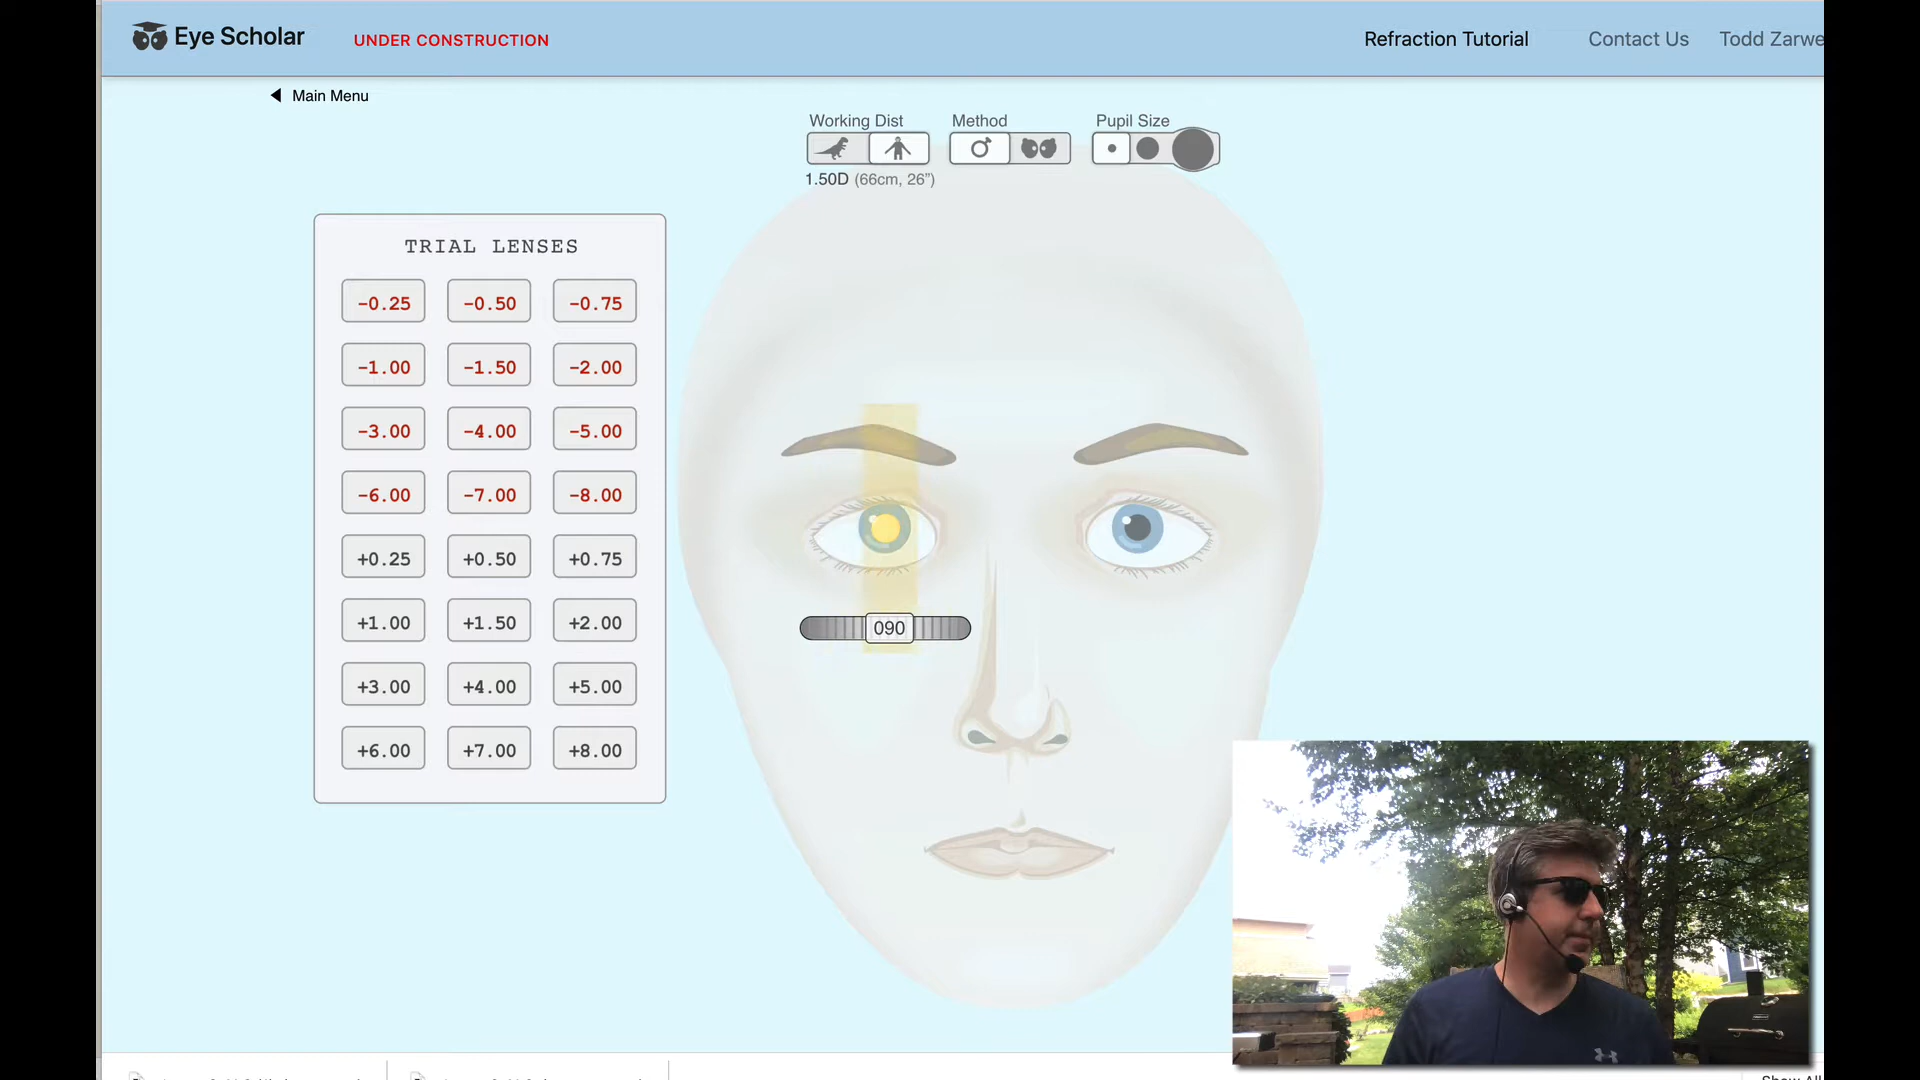 Eye Scholar
UNDER CONSTRUCTION
Refraction Tutorial
Contact Us
Todd Zarwe
Main Menu
Working Dist
Method
Pupil Size
1.50D (66cm, 26”)
TRIAL LENSES
-0.25 -0.50 -0.75
-1.00 -1.50 -2.00
-3.00 -4.00 -5.00
-6.00 -7.00 -8.00
+0.25 +0.50 +0.75
+1.00 +1.50 +2.00
+3.00 +4.00 +5.00
+6.00 +7.00 +8.00
090
Show All